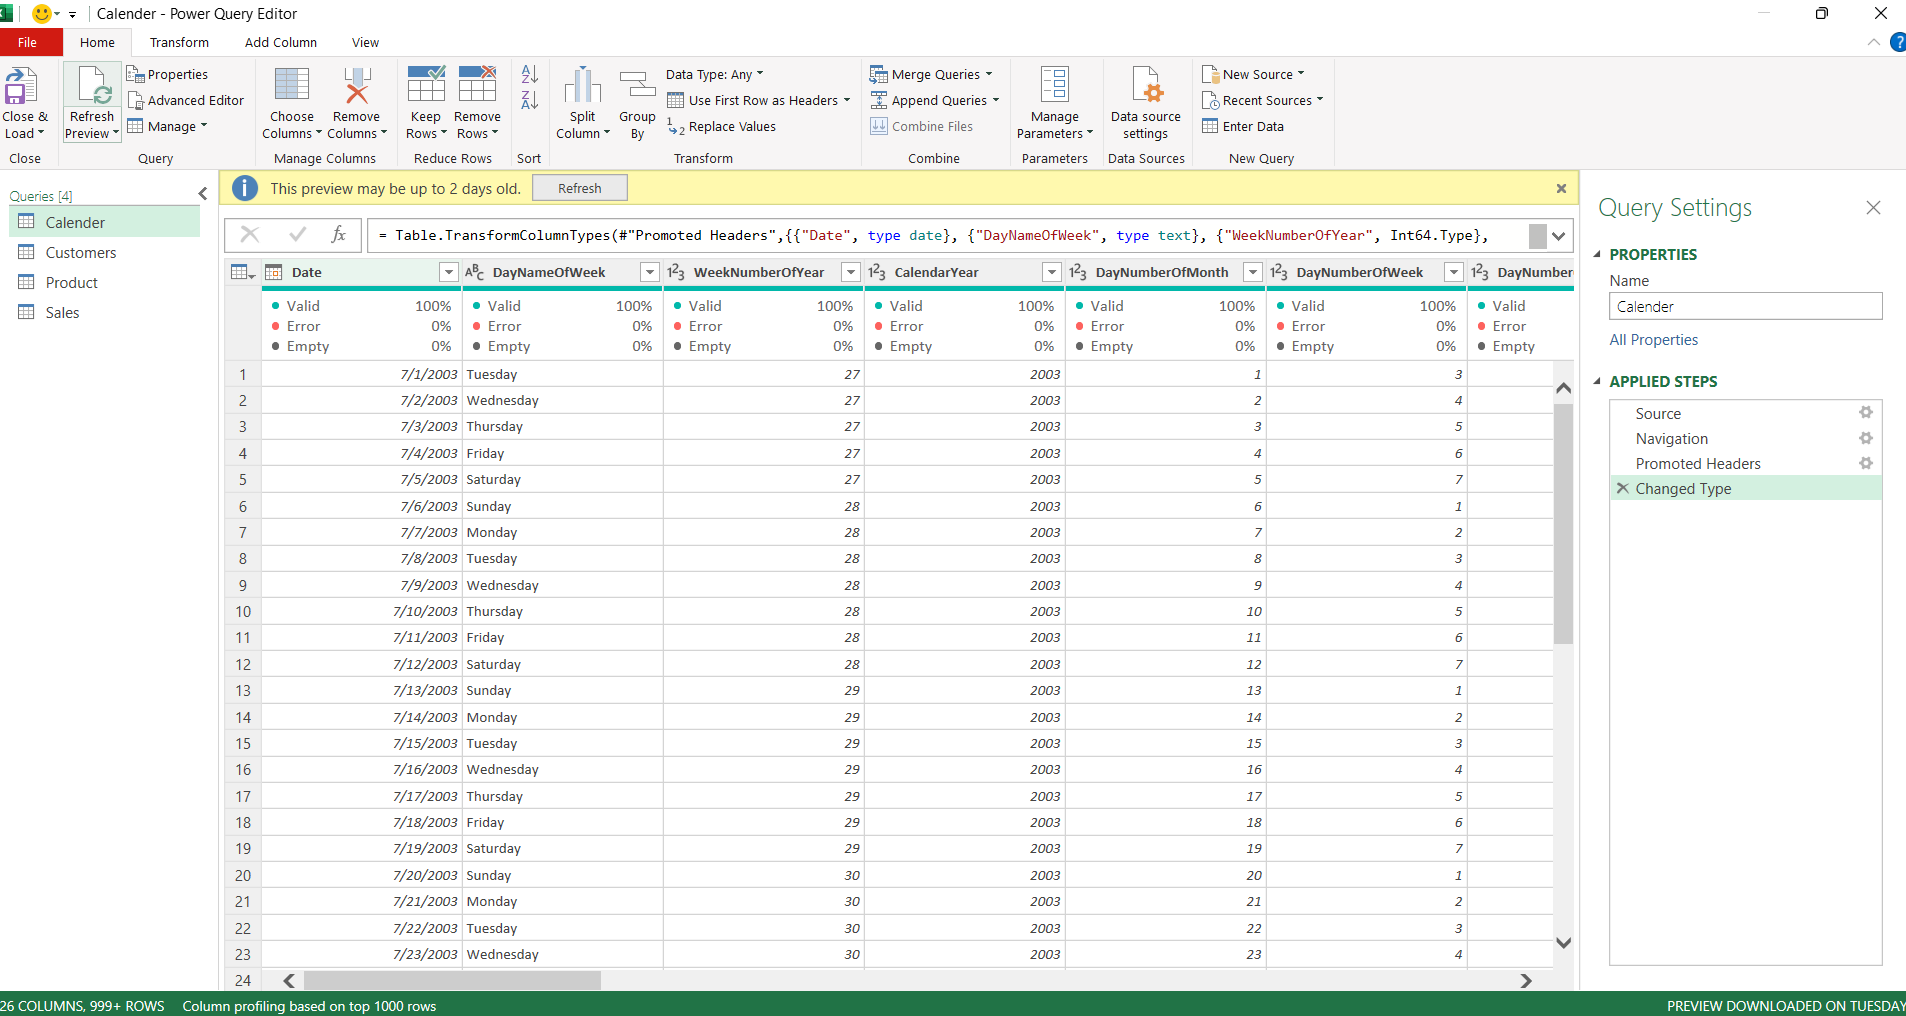 Calender - Power Query Editor
File Home Transform Add Column View
Close & Load
Close
Refresh Preview
Properties
Advanced Editor
Manage
Query
Choose Columns
Remove Columns
Manage Columns
Keep Rows
Remove Rows
Reduce Rows
Sort
Split Column
Group By
Data Type: Any
Use First Row as Headers
Replace Values
Transform
Merge Queries
Append Queries
Combine Files
Combine
Manage Parameters
Parameters
Data source settings
Data Sources
New Source
Recent Sources
Enter Data
New Query
Queries [4]
Calender
Customers
Product
Sales
This preview may be up to 2 days old. Refresh
fx = Table.TransformColumnTypes(#"Promoted Headers",{{"Date", type date}, {"DayNameOfWeek", type text}, {"WeekNumberOfYear", Int64.Type},
Date ABC DayNameOfWeek 123 WeekNumberOfYear 123 CalendarYear 123 DayNumberOfMonth 123 DayNumberOfWeek 123 DayNumber
Valid 100% Valid 100% Valid 100% Valid 100% Valid 100% Valid 100% Valid
Error 0% Error 0% Error 0% Error 0% Error 0% Error 0% Error
Empty 0% Empty 0% Empty 0% Empty 0% Empty 0% Empty 0% Empty
1 7/1/2003 Tuesday 27 2003 1 3
2 7/2/2003 Wednesday 27 2003 2 4
3 7/3/2003 Thursday 27 2003 3 5
4 7/4/2003 Friday 27 2003 4 6
5 7/5/2003 Saturday 27 2003 5 7
6 7/6/2003 Sunday 28 2003 6 1
7 7/7/2003 Monday 28 2003 7 2
8 7/8/2003 Tuesday 28 2003 8 3
9 7/9/2003 Wednesday 28 2003 9 4
10 7/10/2003 Thursday 28 2003 10 5
11 7/11/2003 Friday 28 2003 11 6
12 7/12/2003 Saturday 28 2003 12 7
13 7/13/2003 Sunday 29 2003 13 1
14 7/14/2003 Monday 29 2003 14 2
15 7/15/2003 Tuesday 29 2003 15 3
16 7/16/2003 Wednesday 29 2003 16 4
17 7/17/2003 Thursday 29 2003 17 5
18 7/18/2003 Friday 29 2003 18 6
19 7/19/2003 Saturday 29 2003 19 7
20 7/20/2003 Sunday 30 2003 20 1
21 7/21/2003 Monday 30 2003 21 2
22 7/22/2003 Tuesday 30 2003 22 3
23 7/23/2003 Wednesday 30 2003 23 4
24
Query Settings
PROPERTIES
Name
Calender
All Properties
APPLIED STEPS
Source
Navigation
Promoted Headers
Changed Type
26 COLUMNS, 999+ ROWS Column profiling based on top 1000 rows PREVIEW DOWNLOADED ON TUESDAY